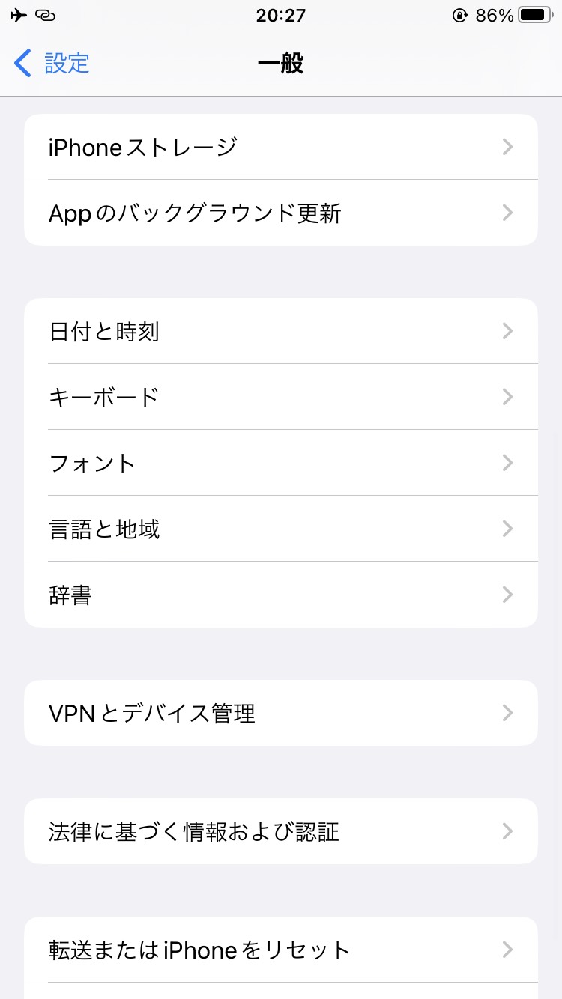 20:27
86%
設定
一般
iPhoneストレージ
Appのバックグラウンド更新
日付と時刻
キーボード
フォント
言語と地域
辞書
VPNとデバイス管理
法律に基づく情報および認証
転送またはiPhoneをリセット